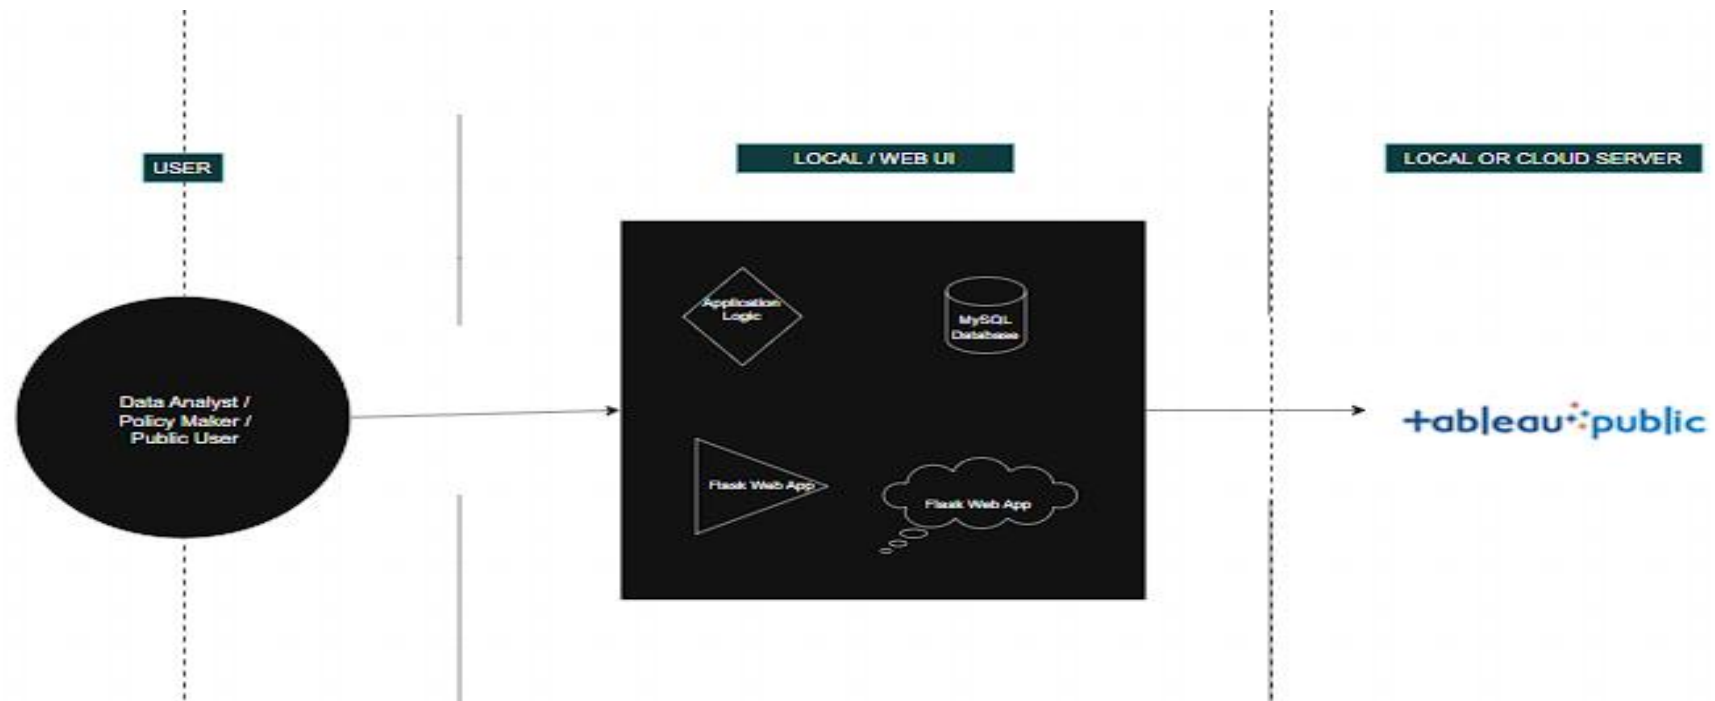 USER
LOCAL / WEB UI
LOCAL OR CLOUD SERVER
Data Analyst /
Policy Maker /
Public User
Application
Logic
MySQL
Database
Flask Web App
Flask Web App
tableau public